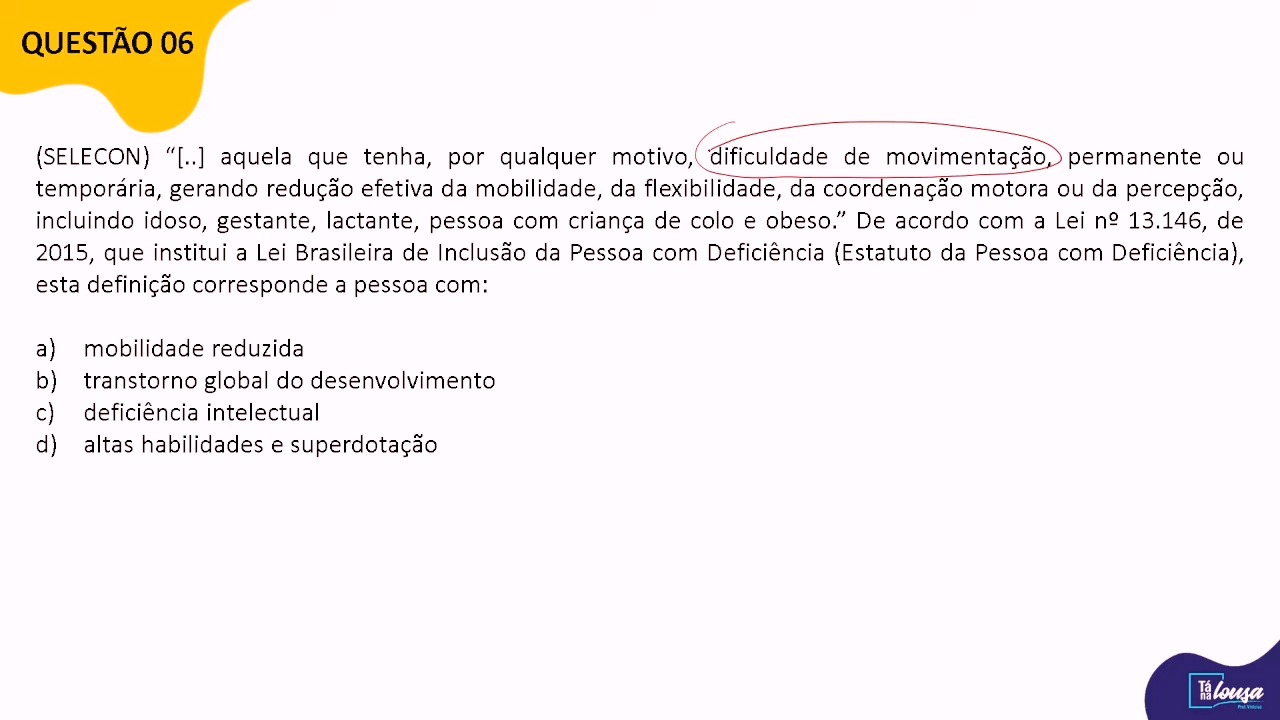 QUESTÃO 06
(SELECON) “[..] aquela que tenha, por qualquer motivo, dificuldade de movimentação, permanente ou
temporária, gerando redução efetiva da mobilidade, da flexibilidade, da coordenação motora ou da percepção,
incluindo idoso, gestante, lactante, pessoa com criança de colo e obeso.” De acordo com a Lei nº 13.146, de
2015, que institui a Lei Brasileira de Inclusão da Pessoa com Deficiência (Estatuto da Pessoa com Deficiência),
esta definição corresponde a pessoa com:
a) mobilidade reduzida
b) transtorno global do desenvolvimento
c) deficiência intelectual
d) altas habilidades e superdotação
Tá
na lousa
Prof. Vinícius